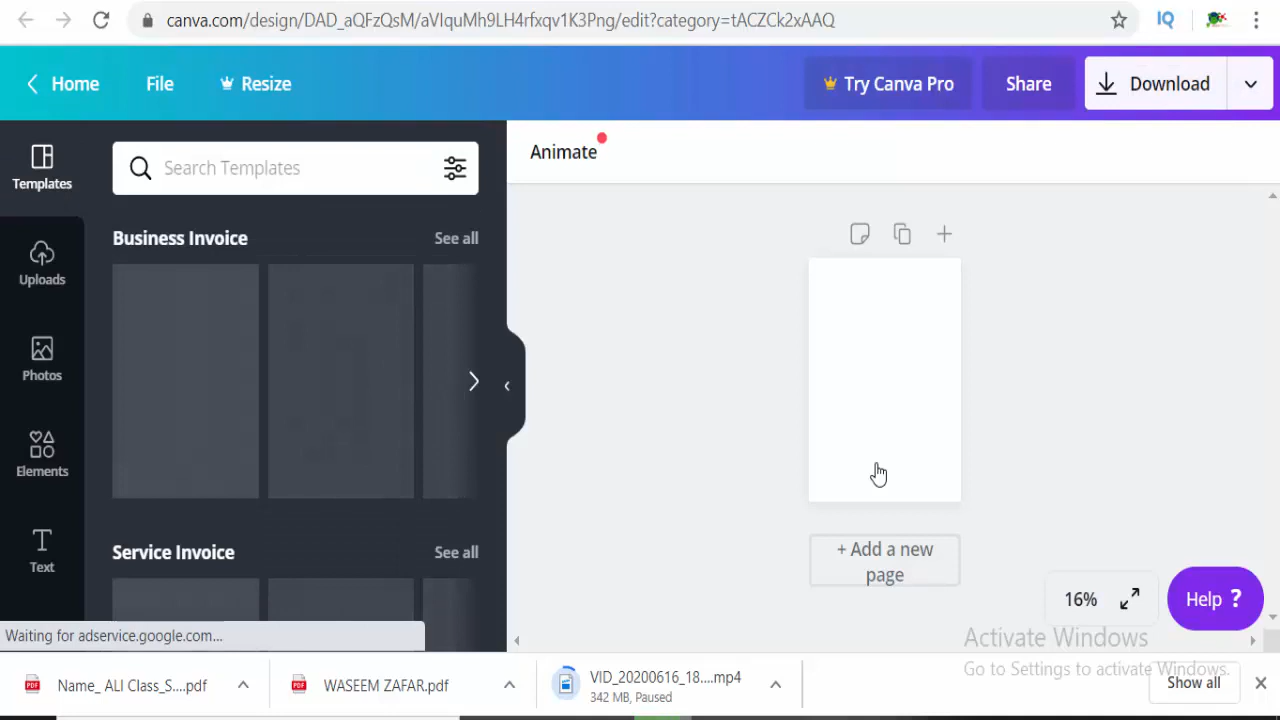 canva.com/design/DAD_aQFzQsM/aVIquMh9LH4rfxqv1K3Png/edit?category=tACZCk2xAAQ
IQ
Home
File
Resize
Try Canva Pro
Share
Download
Templates
Search Templates
Animate
Business Invoice
See all
Uploads
Photos
Elements
Service Invoice
See all
Text
+ Add a new
page
16%
Help ?
Waiting for adservice.google.com...
Activate Windows
Go to Settings to activate Windows.
Name_ ALI Class_S....pdf
WASEEM ZAFAR.pdf
VID_20200616_18....mp4
342 MB, Paused
Show all